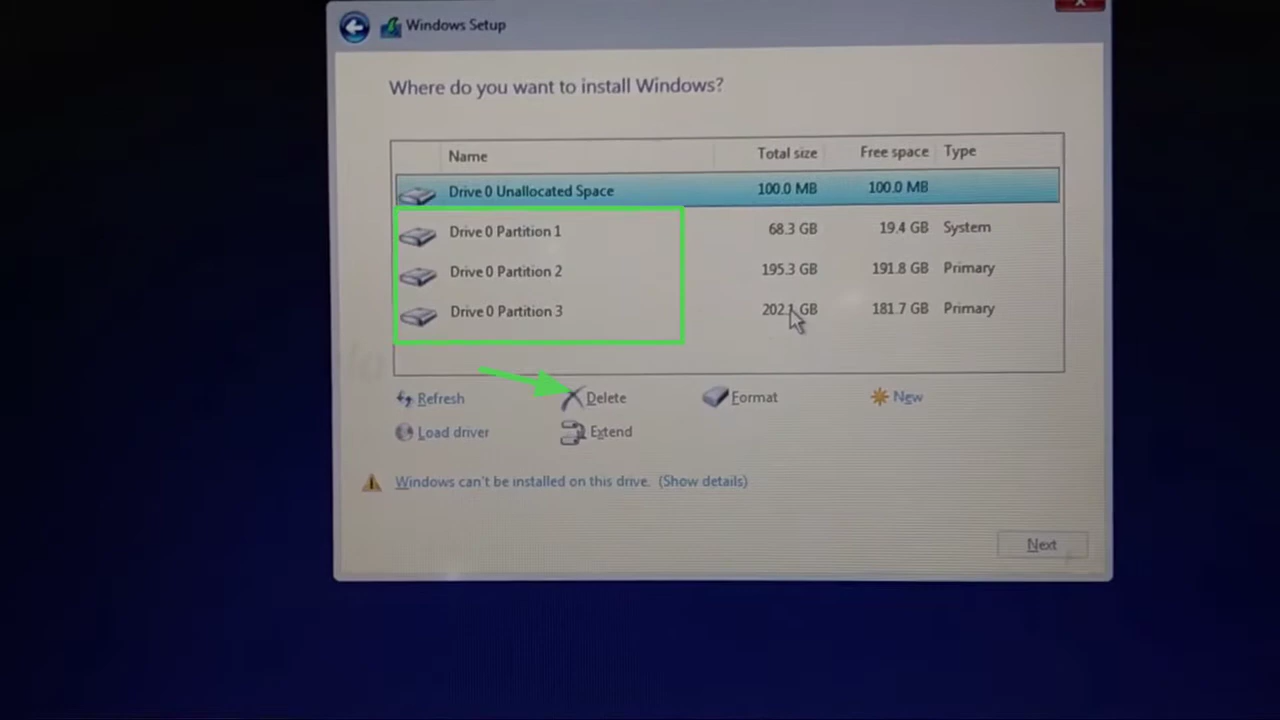 Windows Setup
Where do you want to install Windows?
Name Total size Free space Type
Drive 0 Unallocated Space 100.0 MB 100.0 MB
Drive 0 Partition 1 68.3 GB 19.4 GB System
Drive 0 Partition 2 195.3 GB 191.8 GB Primary
Drive 0 Partition 3 202.1 GB 181.7 GB Primary
Refresh Delete Format New
Load driver Extend
Windows can't be installed on this drive. (Show details)
Next